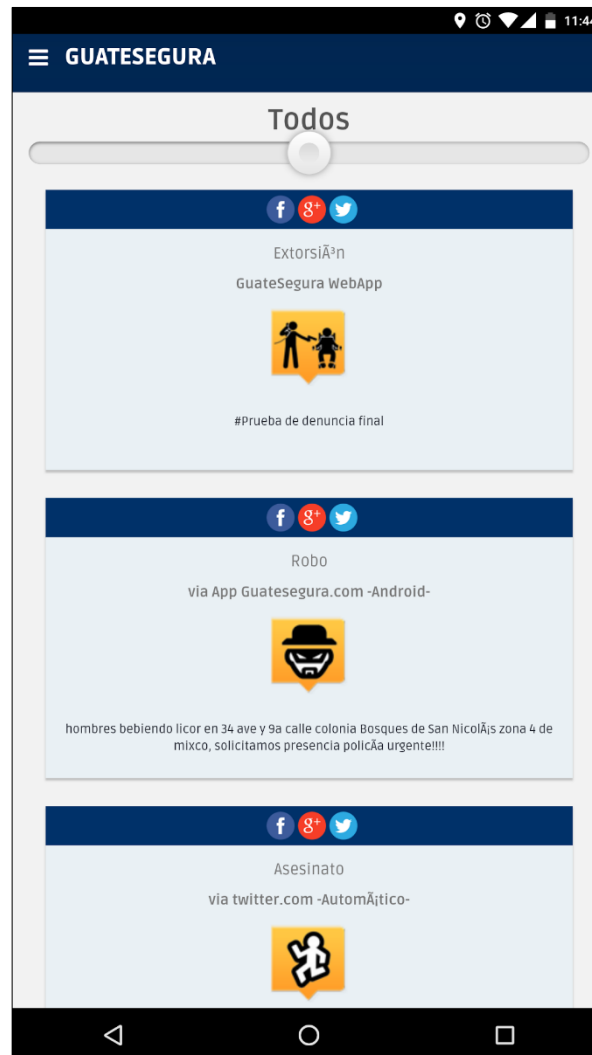 11:44
GUATESEGURA
Todos
ExtorsiÃ³n
GuateSegura WebApp
#Prueba de denuncia final
Robo
via App Guatesegura.com -Android-
hombres bebiendo licor en 34 ave y 9a calle colonia Bosques de San NicolÃ¡s zona 4 de
mixco, solicitamos presencia policÃ­a urgente!!!!
Asesinato
via twitter.com -AutomÃ¡tico-